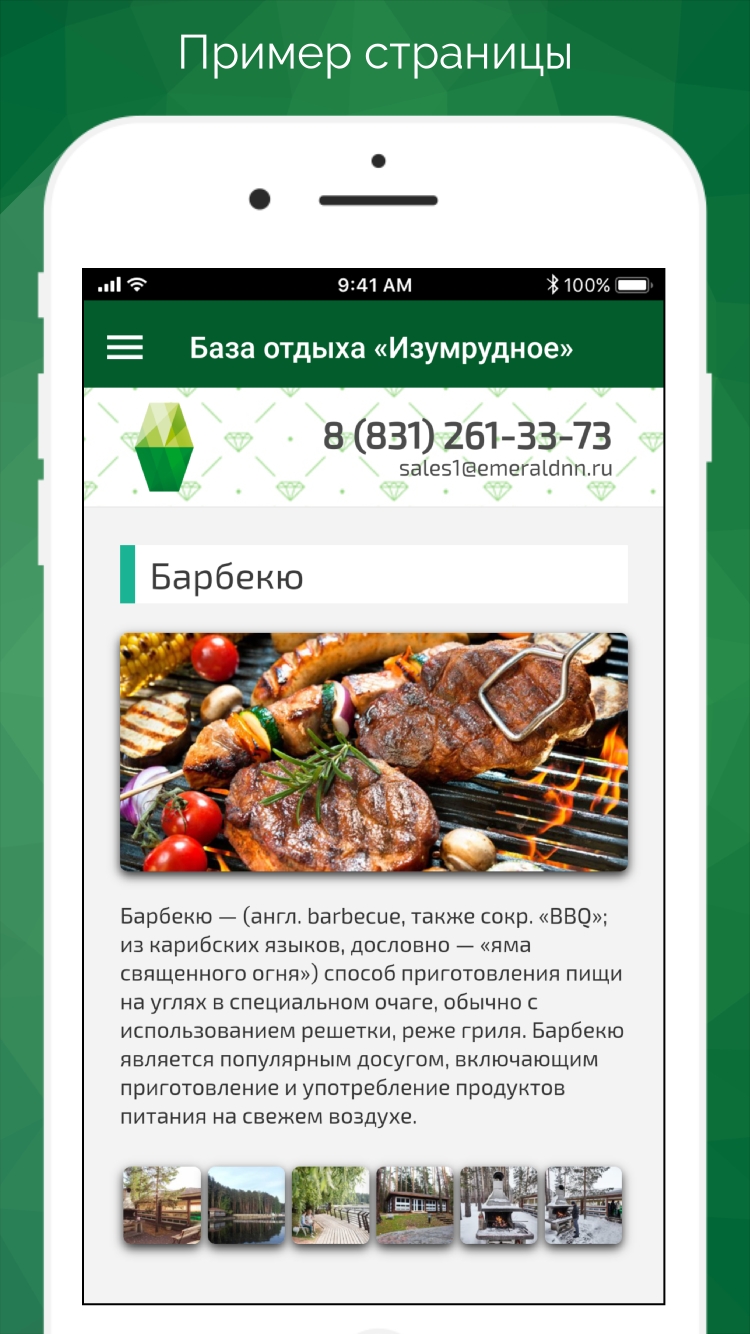 Пример страницы
9:41 AM
100%
База отдыха «Изумрудное»
8 (831) 261-33-73
sales1@emeraldnn.ru
Барбекю
Барбекю — (англ. barbecue, также сокр. «BBQ»;
из карибских языков, дословно — «яма
священного огня») способ приготовления пищи
на углях в специальном очаге, обычно с
использованием решетки, реже гриля. Барбекю
является популярным досугом, включающим
приготовление и употребление продуктов
питания на свежем воздухе.